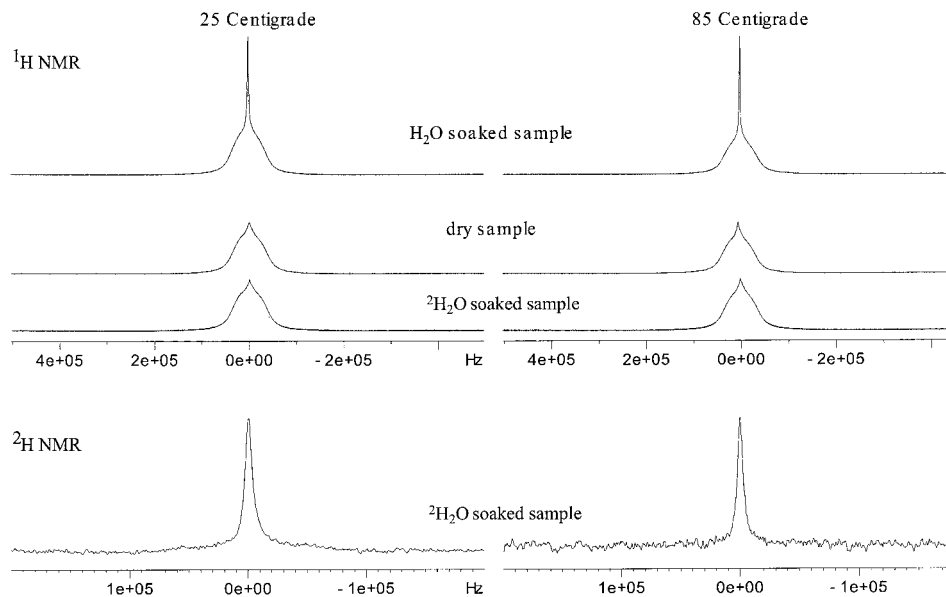 25 Centigrade
85 Centigrade
¹H NMR
H₂O soaked sample
dry sample
²H₂O soaked sample
4e+05 2e+05 0e+00 -2e+05 Hz
4e+05 2e+05 0e+00 -2e+05
²H NMR
²H₂O soaked sample
1e+05 0e+00 -1e+05
1e+05 0e+00 -1e+05